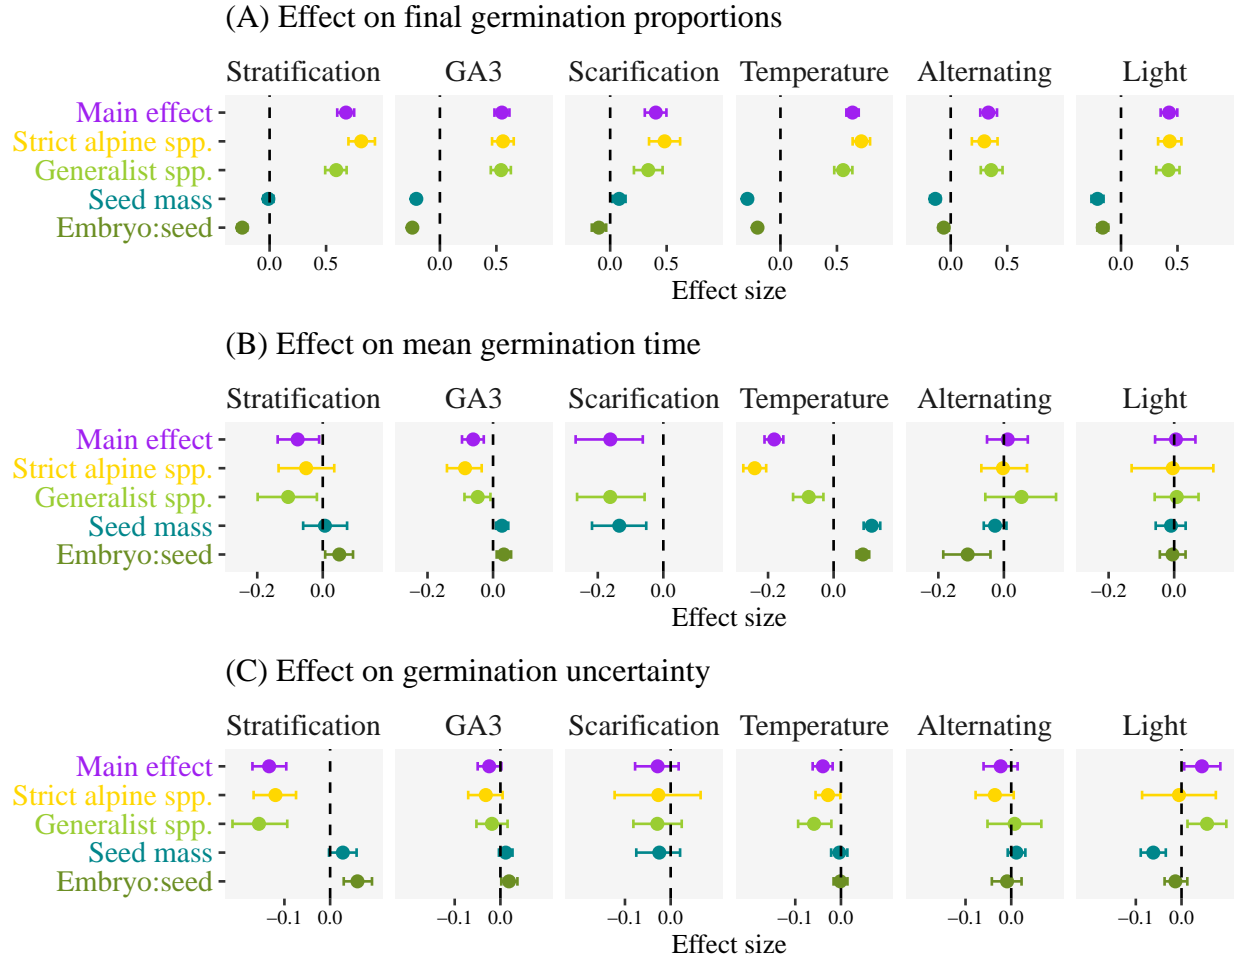 (A) Effect on final germination proportions
Stratification GA3 Scarification Temperature Alternating Light
Main effect
Strict alpine spp.
Generalist spp.
Seed mass
Embryo:seed
0.0 0.5 0.0 0.5 0.0 0.5 0.0 0.5 0.0 0.5 0.0 0.5
Effect size
(B) Effect on mean germination time
Stratification GA3 Scarification Temperature Alternating Light
Main effect
Strict alpine spp.
Generalist spp.
Seed mass
Embryo:seed
−0.2 0.0 −0.2 0.0 −0.2 0.0 −0.2 0.0 −0.2 0.0 −0.2 0.0
Effect size
(C) Effect on germination uncertainty
Stratification GA3 Scarification Temperature Alternating Light
Main effect
Strict alpine spp.
Generalist spp.
Seed mass
Embryo:seed
−0.1 0.0 −0.1 0.0 −0.1 0.0 −0.1 0.0 −0.1 0.0 −0.1 0.0
Effect size